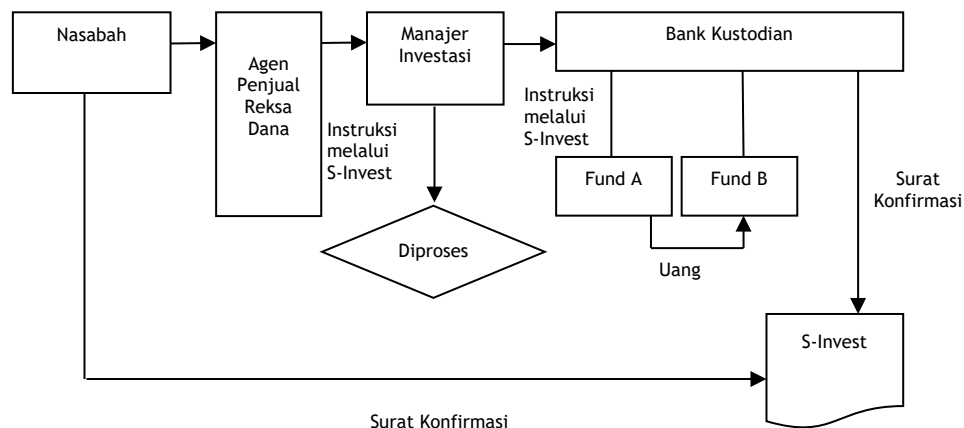 Nasabah
Agen
Penjual
Reksa
Dana
Instruksi
melalui
S-Invest
Manajer
Investasi
Diproses
Bank Kustodian
Instruksi
melalui
S-Invest
Fund A
Fund B
Uang
Surat
Konfirmasi
S-Invest
Surat Konfirmasi